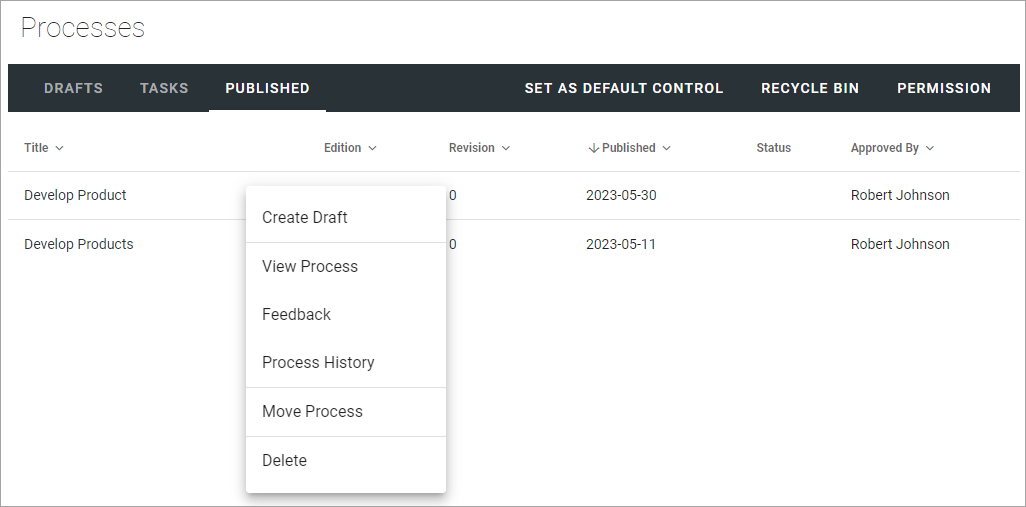 Processes
DRAFTS TASKS PUBLISHED SET AS DEFAULT CONTROL RECYCLE BIN PERMISSION
Title Edition Revision Published Status Approved By
Develop Product 0 2023-05-30 Robert Johnson
Develop Products 0 2023-05-11 Robert Johnson
Create Draft
View Process
Feedback
Process History
Move Process
Delete